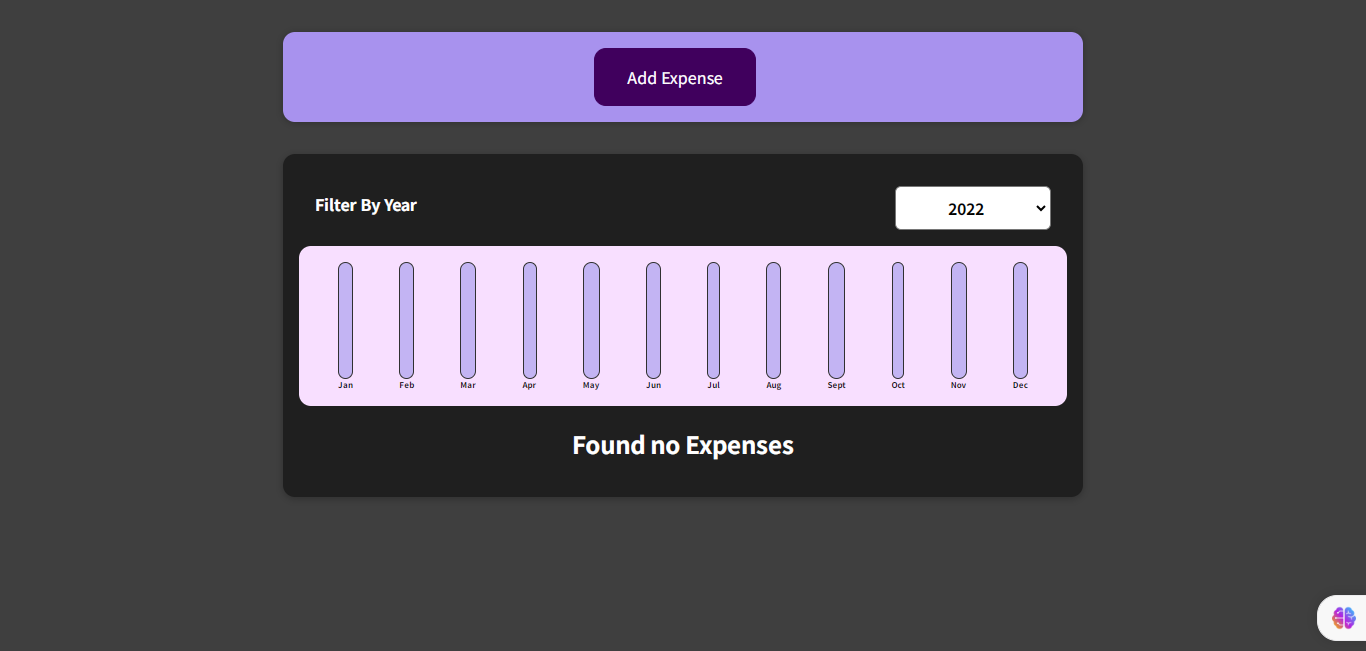 Add Expense
Filter By Year
2022
Jan Feb Mar Apr May Jun Jul Aug Sept Oct Nov Dec
Found no Expenses